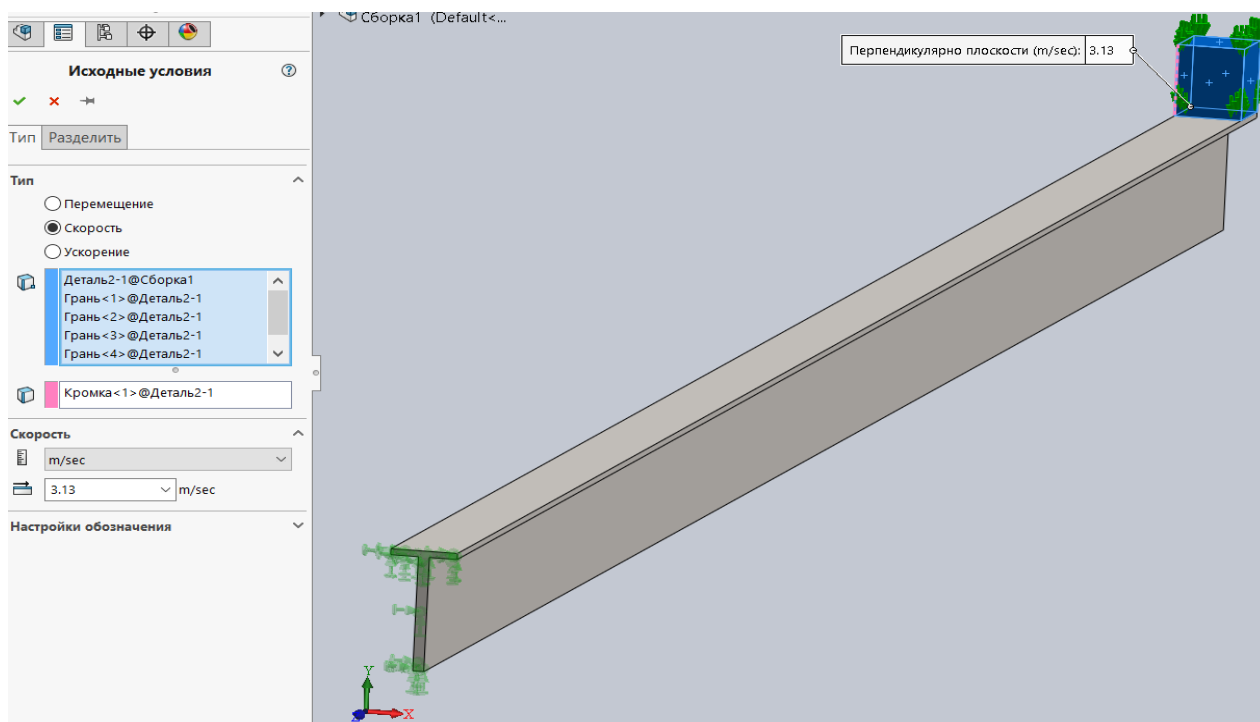 Сборка1 (Default<...
Исходные условия
Тип Разделить
Тип
Перемещение
Скорость
Ускорение
Деталь2-1@Сборка1
Грань<1>@Деталь2-1
Грань<2>@Деталь2-1
Грань<3>@Деталь2-1
Грань<4>@Деталь2-1
Кромка<1>@Деталь2-1
Скорость
m/sec
3.13 m/sec
Настройки обозначения
Перпендикулярно плоскости (m/sec): 3.13
Y
X